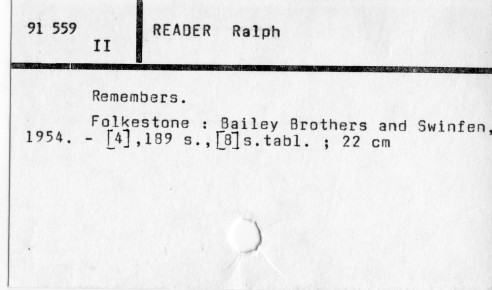 91 559 READER Ralph
II
Remembers.
Folkestone : Bailey Brothers and Swinfen,
1954. - [4],189 s.,[8]s.tabl. ; 22 cm